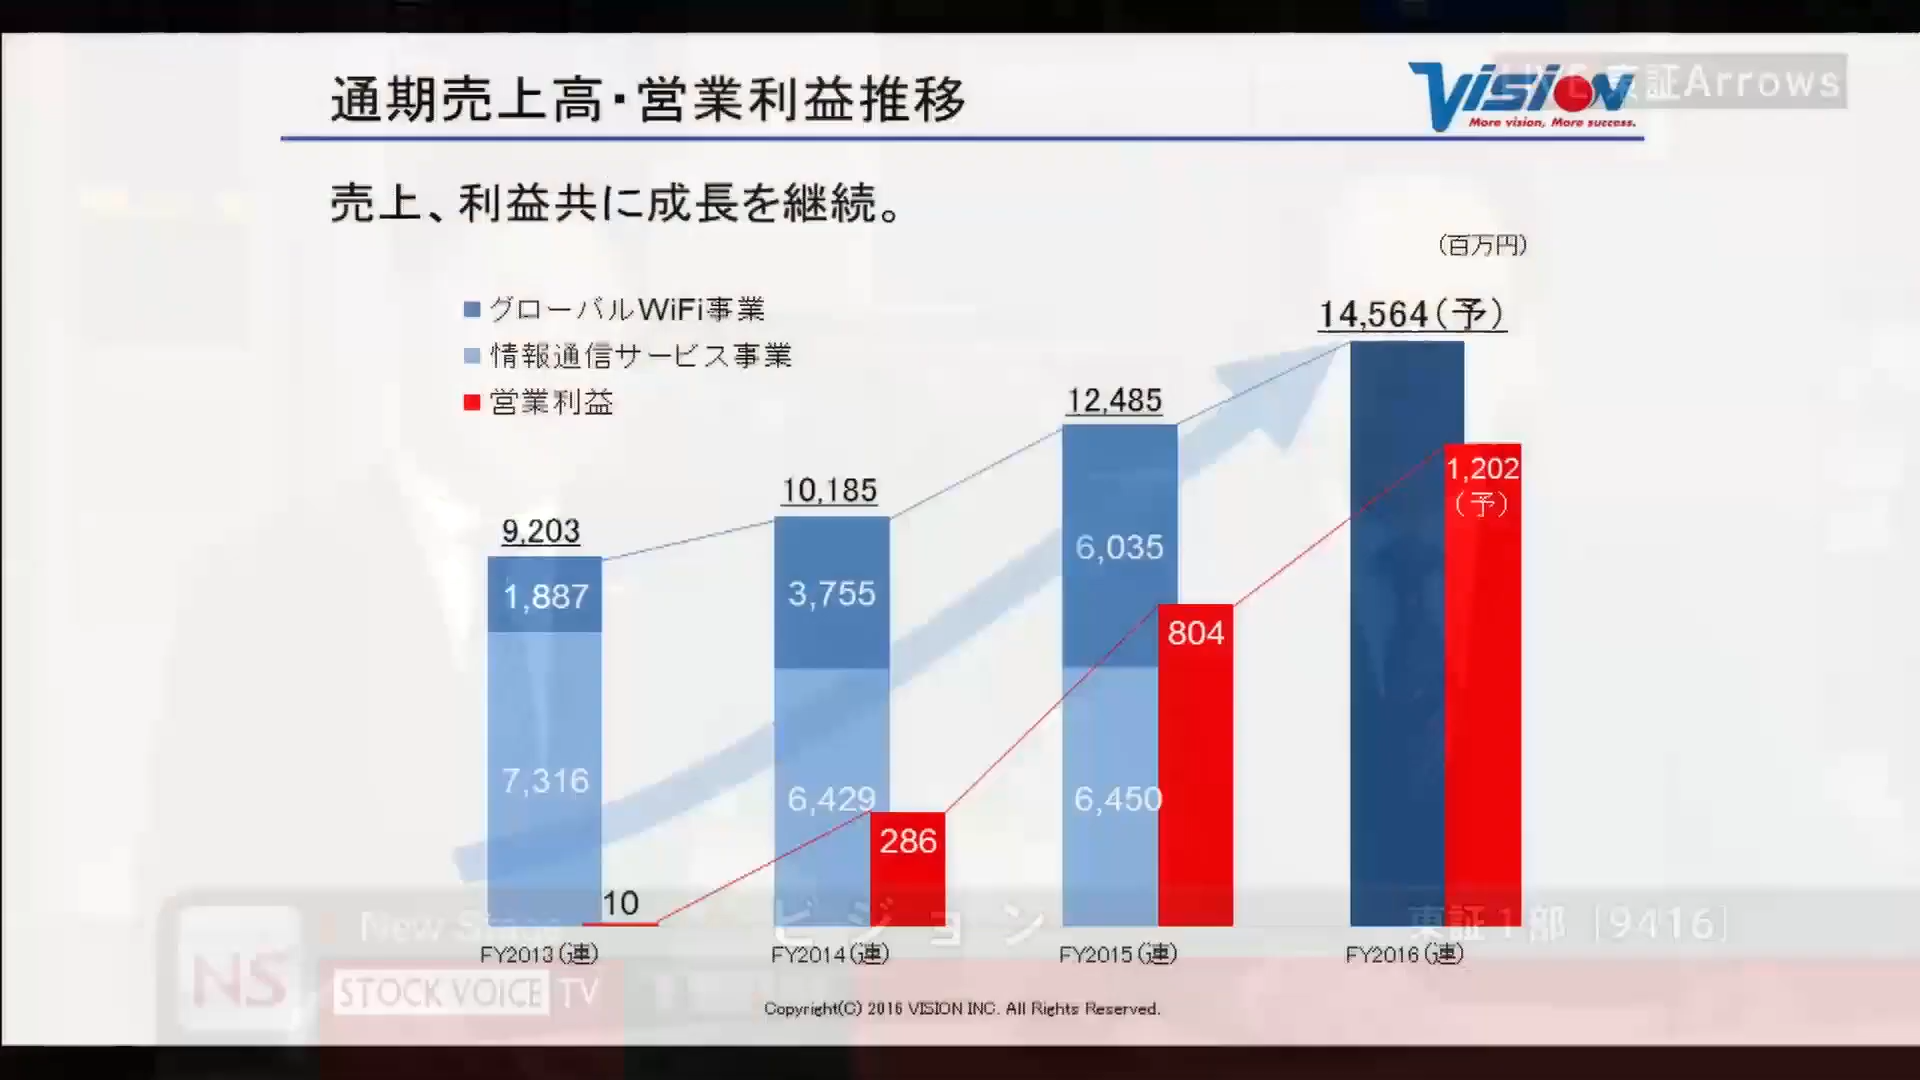 通期売上高・営業利益推移
VISION
More vision, More success.
LIVE 東証Arrows
売上、利益共に成長を継続。
(百万円)
グローバルWiFi事業
情報通信サービス事業
営業利益
14,564(予)
12,485
10,185
9,203
1,202
(予)
6,035
3,755
1,887
804
7,316
6,429
6,450
286
10
New Stage
ビジョン
東証1部 [9416]
FY2013(連)
FY2014(連)
FY2015(連)
FY2016(連)
NS
STOCK VOICE TV
Copyright(C) 2016 VISION INC. All Rights Reserved.